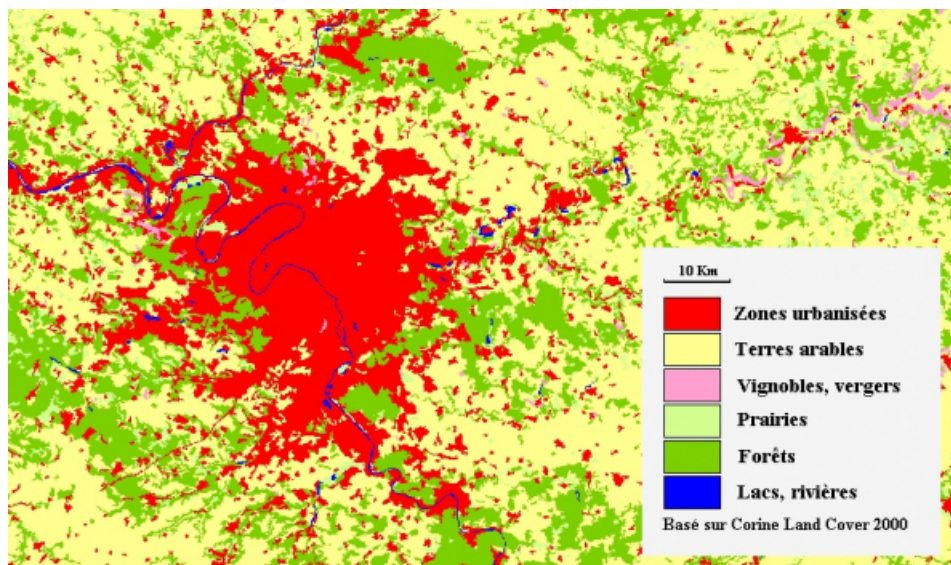 10 Km
Zones urbanisées
Terres arables
Vignobles, vergers
Prairies
Forêts
Lacs, rivières
Basé sur Corine Land Cover 2000